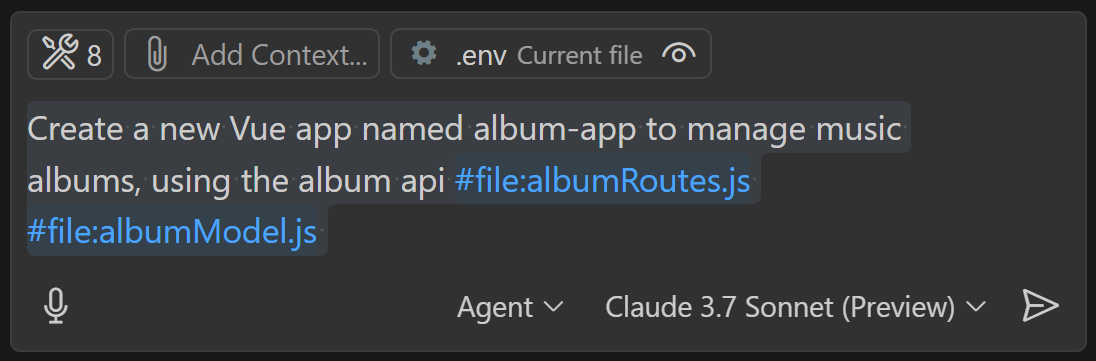 8 Add Context... .env Current file
Create a new Vue app named album-app to manage music
albums, using the album api #file:albumRoutes.js
#file:albumModel.js
Agent Claude 3.7 Sonnet (Preview)